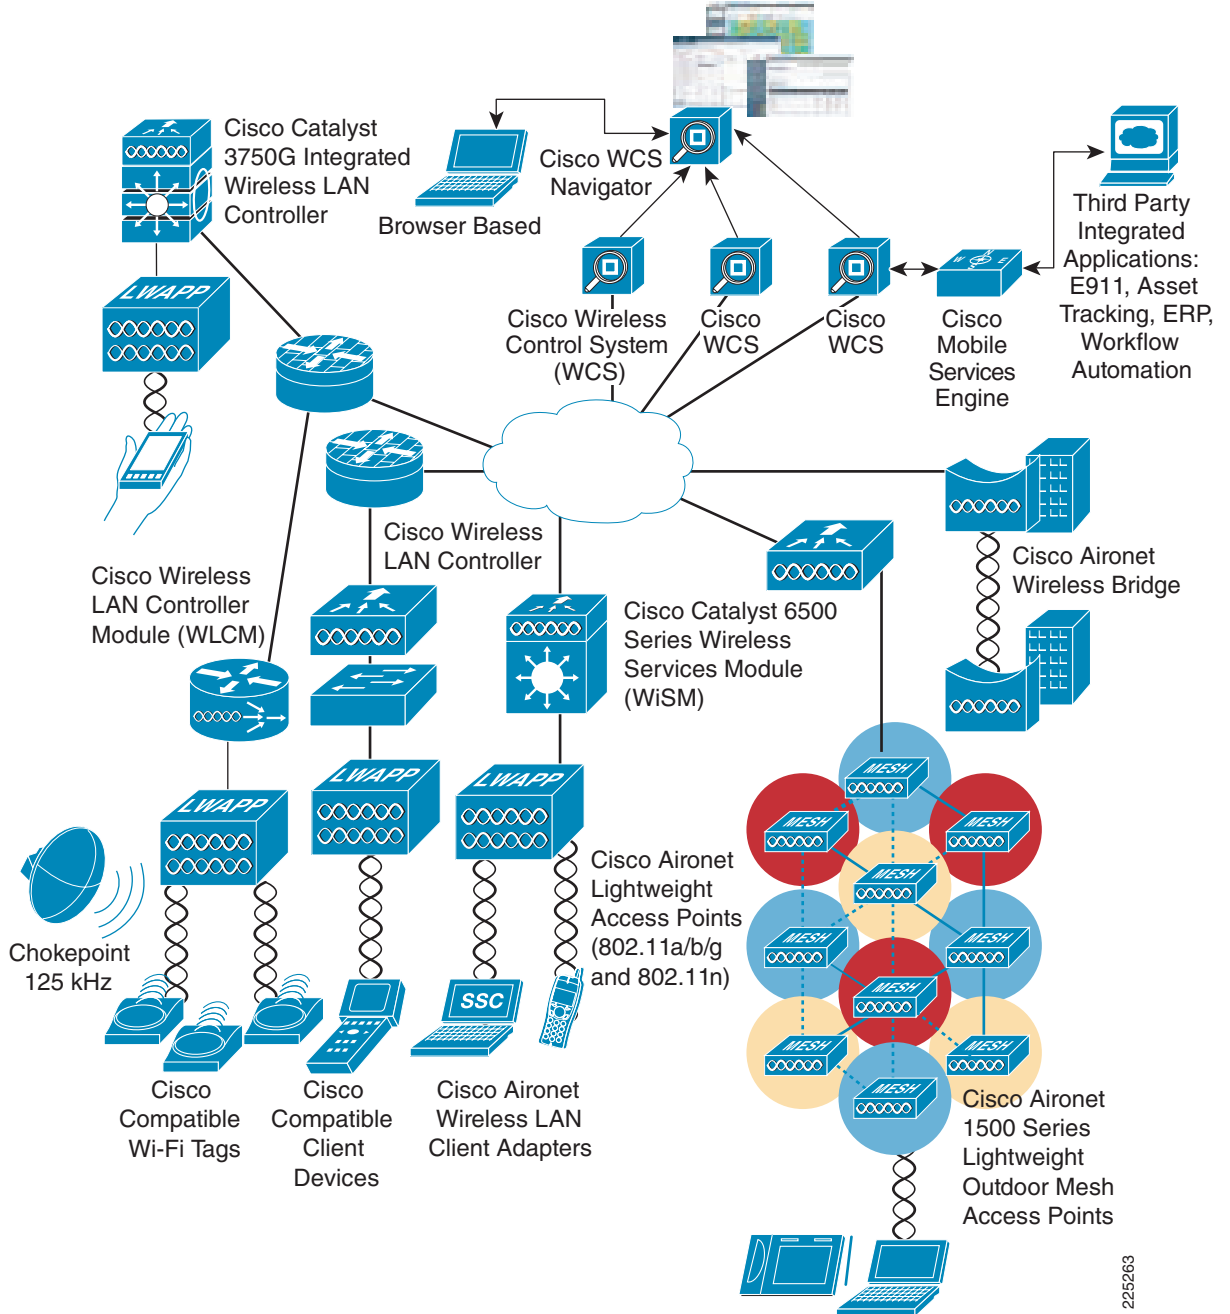 Cisco Catalyst
3750G Integrated
Wireless LAN
Controller
Browser Based
Cisco WCS
Navigator
Third Party
Integrated
Applications:
E911, Asset
Tracking, ERP,
Workflow
Automation
Cisco Wireless
Control System
(WCS)
Cisco
WCS
Cisco
WCS
N
W
E
Cisco
Mobile
Services
Engine
LWAPP
Cisco Wireless
LAN Controller
Cisco Wireless
LAN Controller
Module (WLCM)
Cisco Catalyst 6500
Series Wireless
Services Module
(WiSM)
Cisco Aironet
Wireless Bridge
LWAPP
LWAPP
LWAPP
Chokepoint
125 kHz
Cisco Aironet
Lightweight
Access Points
(802.11a/b/g
and 802.11n)
SSC
MESH
MESH
MESH
MESH
MESH
MESH
MESH
MESH
MESH
MESH
Cisco
Compatible
Wi-Fi Tags
Cisco
Compatible
Client
Devices
Cisco Aironet
Wireless LAN
Client Adapters
Cisco Aironet
1500 Series
Lightweight
Outdoor Mesh
Access Points
225263